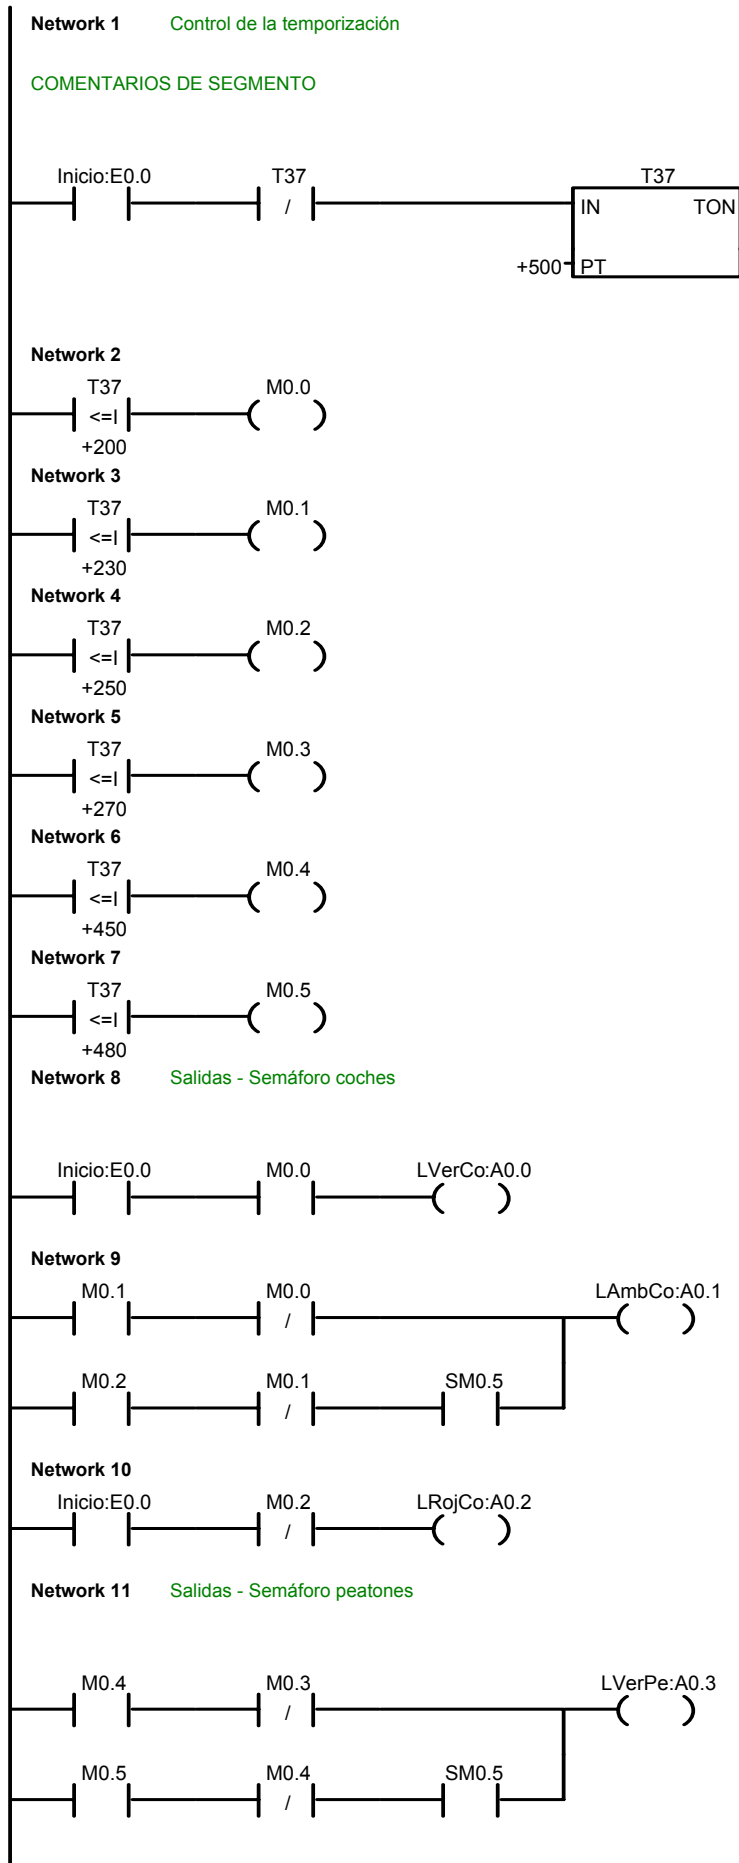 Network 1 Control de la temporización
COMENTARIOS DE SEGMENTO
Inicio:E0.0 T37 T37
/ IN TON
+500 PT
Network 2
T37 M0.0
<=I
+200
Network 3
T37 M0.1
<=I
+230
Network 4
T37 M0.2
<=I
+250
Network 5
T37 M0.3
<=I
+270
Network 6
T37 M0.4
<=I
+450
Network 7
T37 M0.5
<=I
+480
Network 8 Salidas - Semáforo coches
Inicio:E0.0 M0.0 LVerCo:A0.0
Network 9
M0.1 M0.0 LAmbCo:A0.1
/
M0.2 M0.1 SM0.5
/
Network 10
Inicio:E0.0 M0.2 LRojCo:A0.2
/
Network 11 Salidas - Semáforo peatones
M0.4 M0.3 LVerPe:A0.3
/
M0.5 M0.4 SM0.5
/